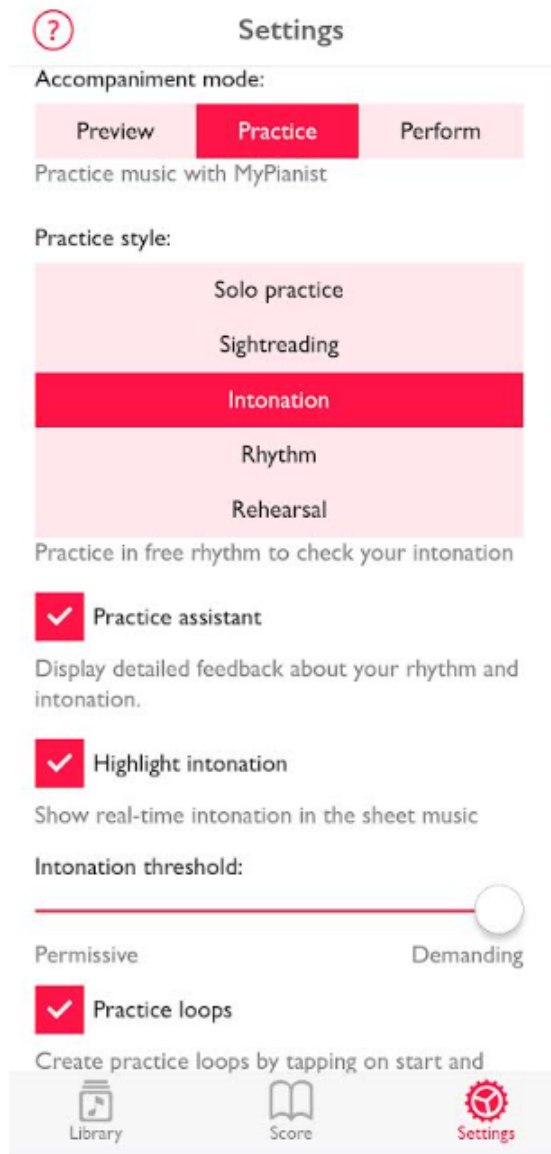 ?
Settings
Accompaniment mode:
Preview Practice Perform
Practice music with MyPianist
Practice style:
Solo practice
Sightreading
Intonation
Rhythm
Rehearsal
Practice in free rhythm to check your intonation
Practice assistant
Display detailed feedback about your rhythm and
intonation.
Highlight intonation
Show real-time intonation in the sheet music
Intonation threshold:
Permissive Demanding
Practice loops
Create practice loops by tapping on start and
Library Score Settings